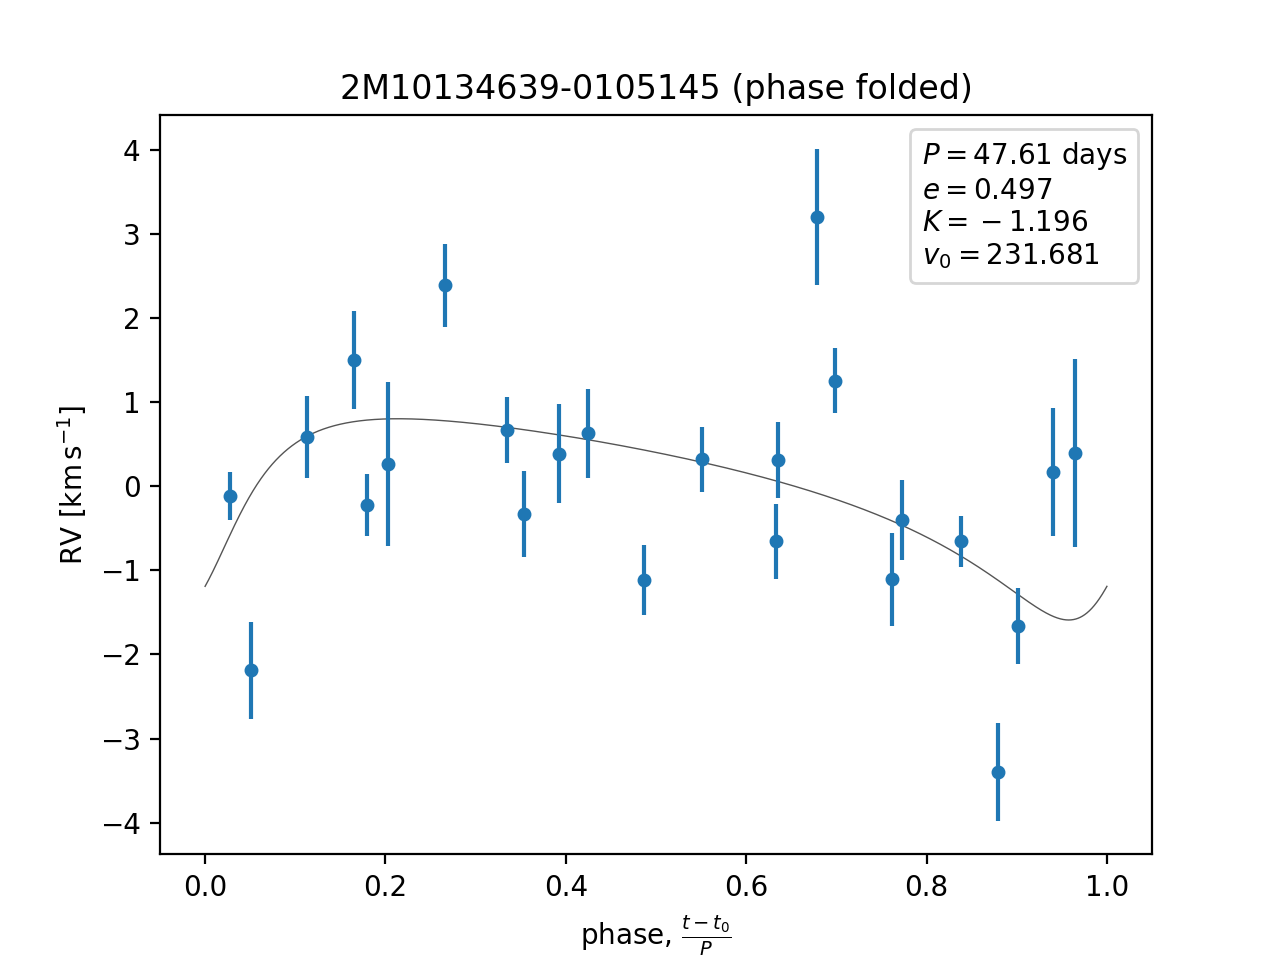 2M10134639-0105145 (phase folded)
P = 47.61 days
e = 0.497
K = −1.196
v₀ = 231.681
4
3
2
1
0
−1
−2
−3
−4
RV [km s⁻¹]
0.0 0.2 0.4 0.6 0.8 1.0
phase, (t − t₀)/P